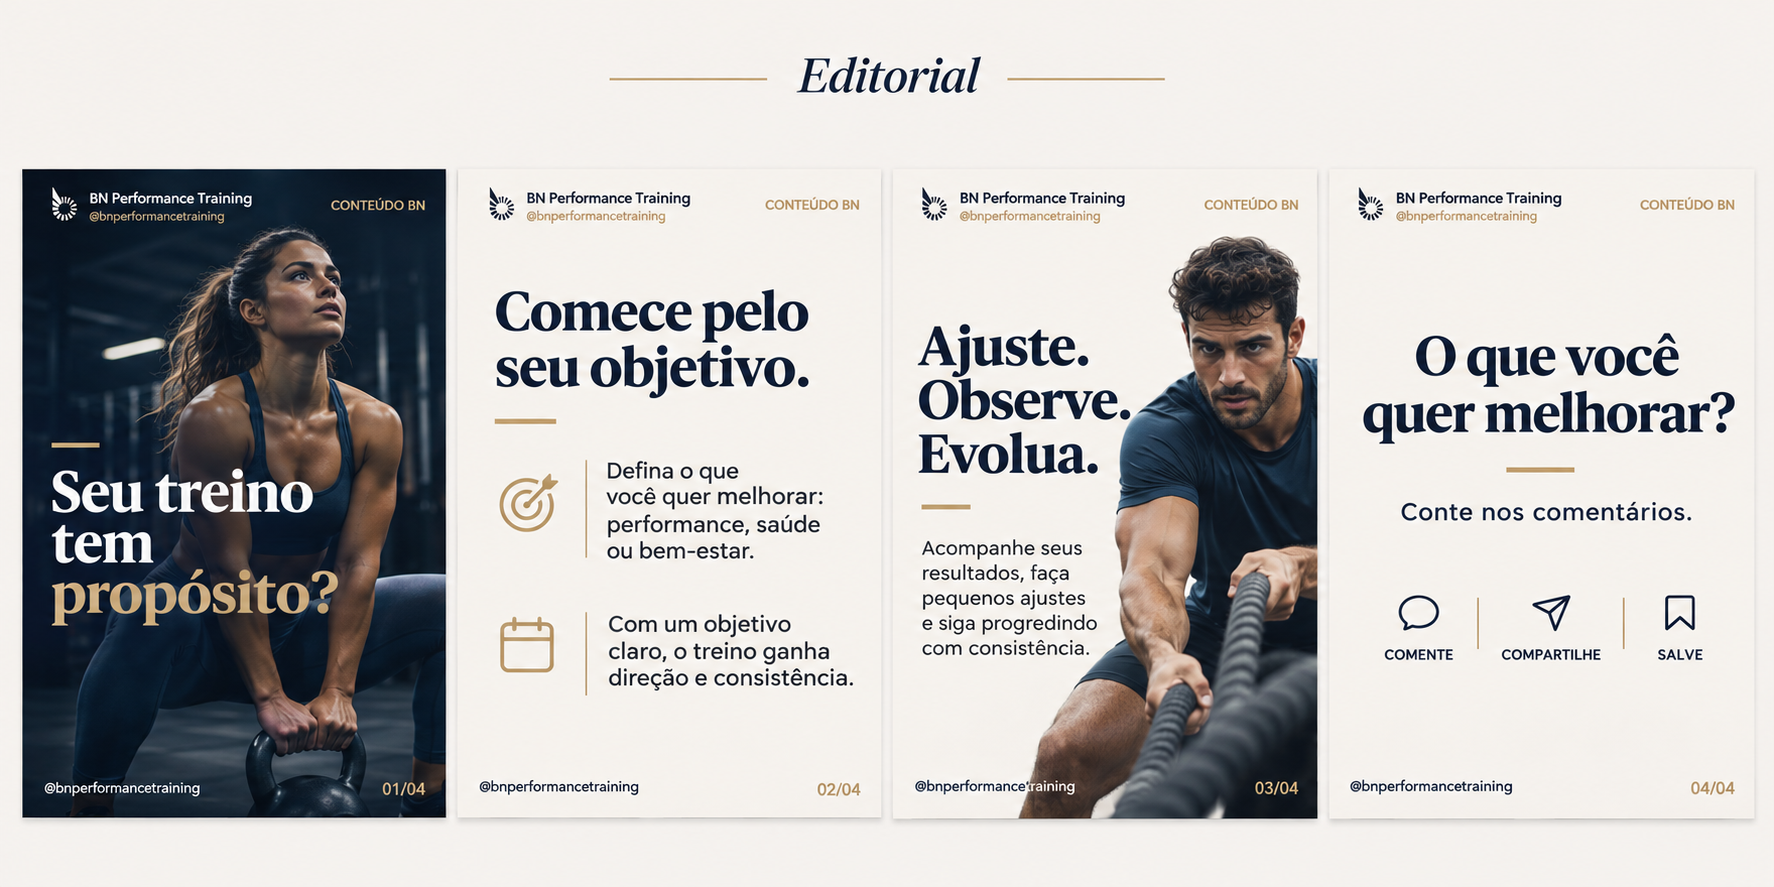 Editorial
BN Performance Training
@bnperformancetraining
CONTEÚDO BN
Seu treino
tem
propósito?
@bnperformancetraining
01/04
BN Performance Training
@bnperformancetraining
CONTEÚDO BN
Comece pelo
seu objetivo.
Defina o que
você quer melhorar:
performance, saúde
ou bem-estar.
Com um objetivo
claro, o treino ganha
direção e consistência.
@bnperformancetraining
02/04
BN Performance Training
@bnperformancetraining
CONTEÚDO BN
Ajuste.
Observe.
Evolua.
Acompanhe seus
resultados, faça
pequenos ajustes
e siga progredindo
com consistência.
@bnperformancetraining
03/04
BN Performance Training
@bnperformancetraining
CONTEÚDO BN
O que você
quer melhorar?
Conte nos comentários.
COMENTE
COMPARTILHE
SALVE
@bnperformancetraining
04/04